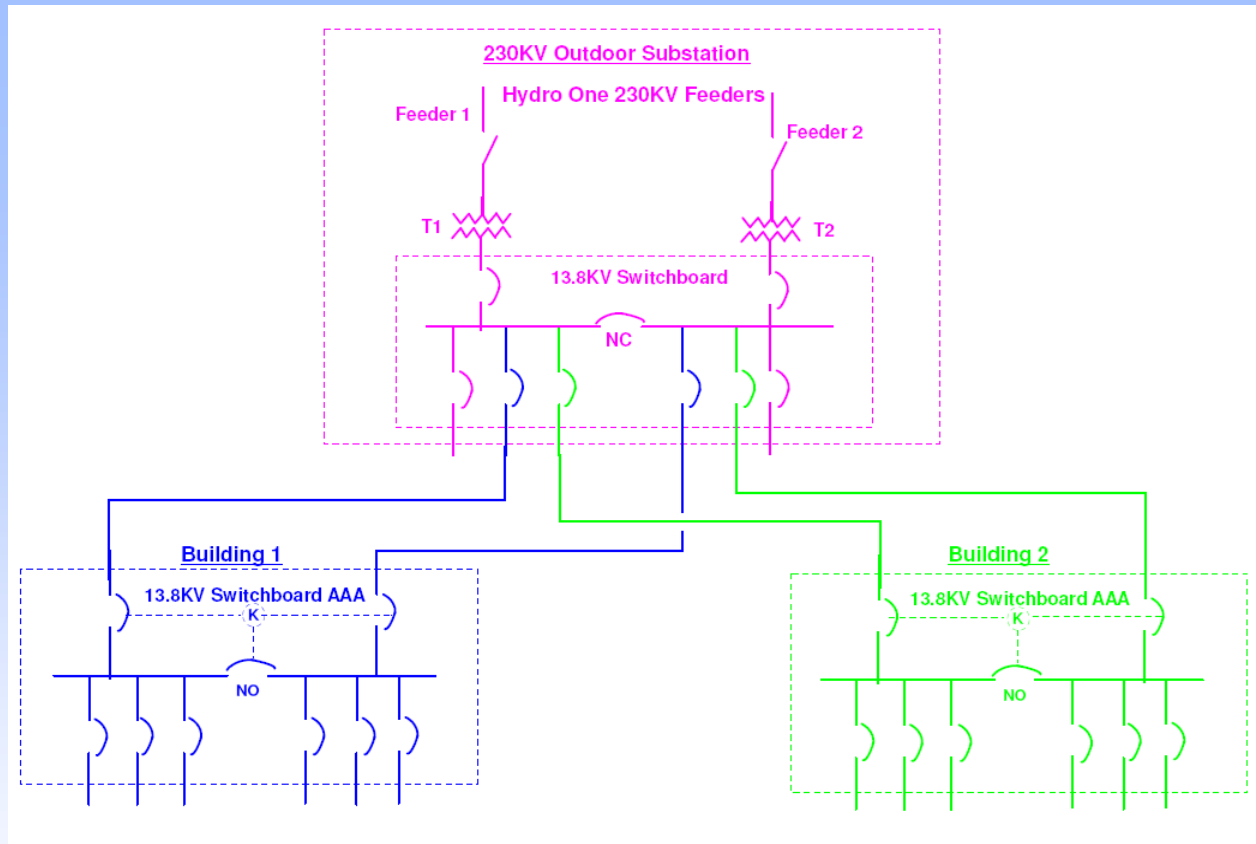 230KV Outdoor Substation
Hydro One 230KV Feeders
Feeder 1
Feeder 2
T1
T2
13.8KV Switchboard
NC
Building 1
Building 2
13.8KV Switchboard AAA
13.8KV Switchboard AAA
K
K
NO
NO